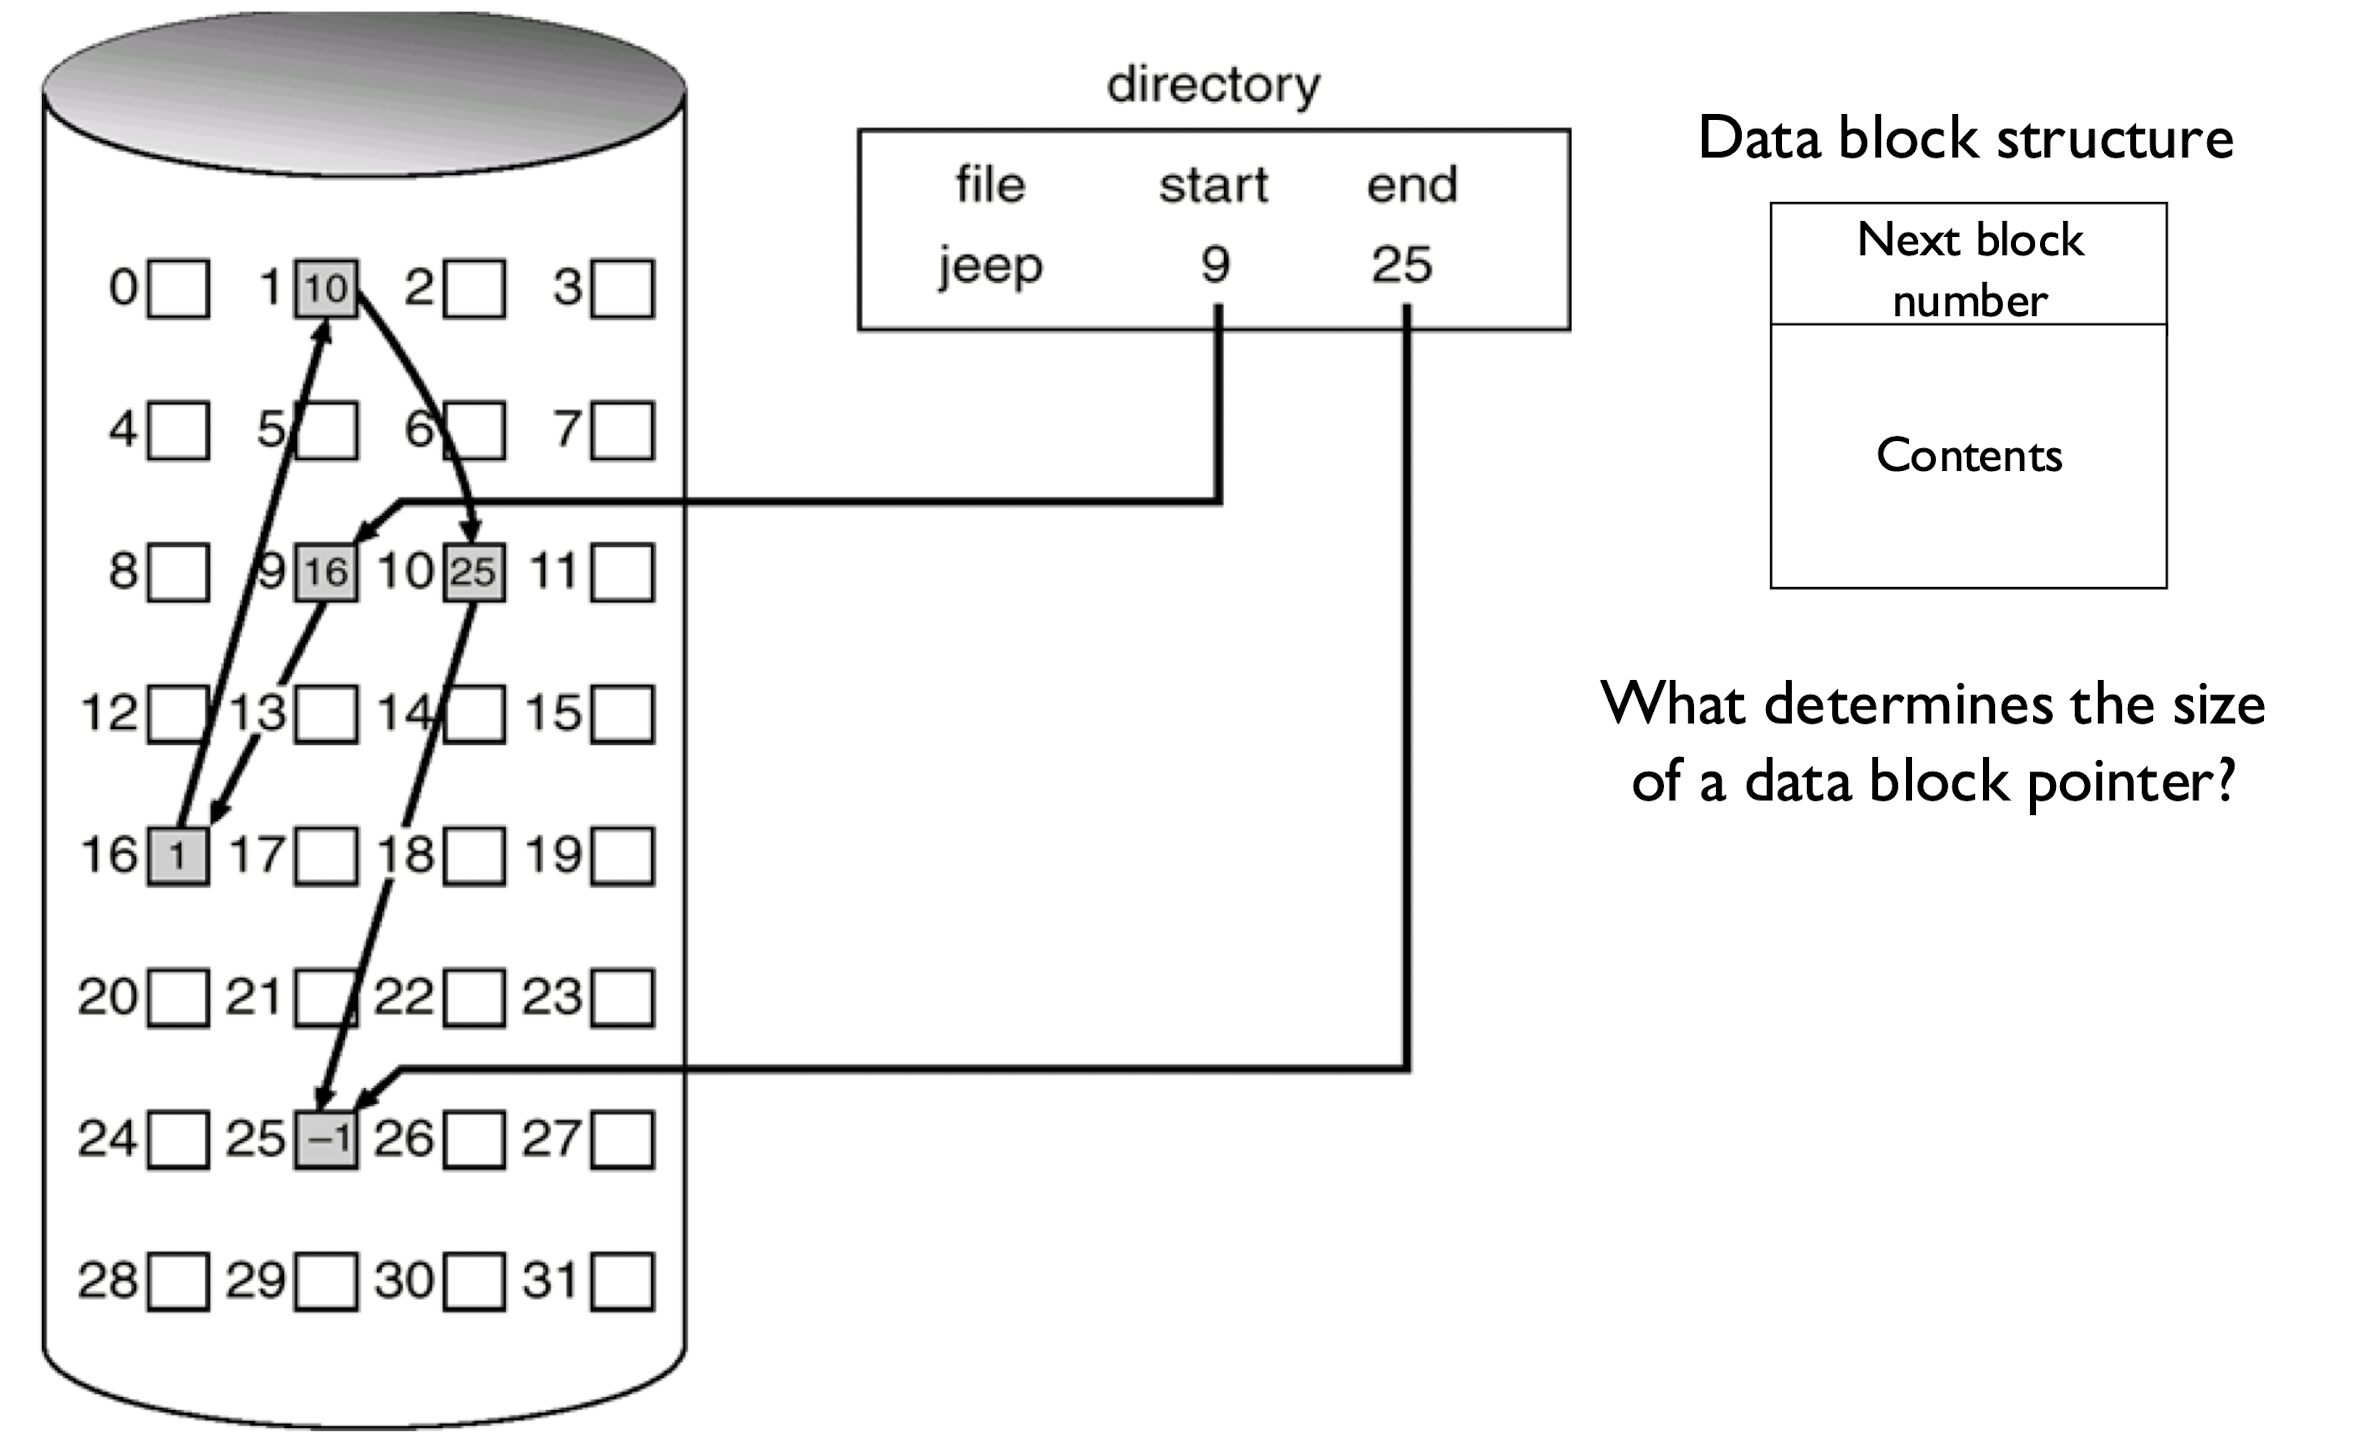 directory
file start end
jeep 9 25
Data block structure
Next block
number
Contents
What determines the size
of a data block pointer?
0 1 10 2 3
4 5 6 7
8 9 16 10 25 11
12 13 14 15
16 1 17 18 19
20 21 22 23
24 25 –1 26 27
28 29 30 31